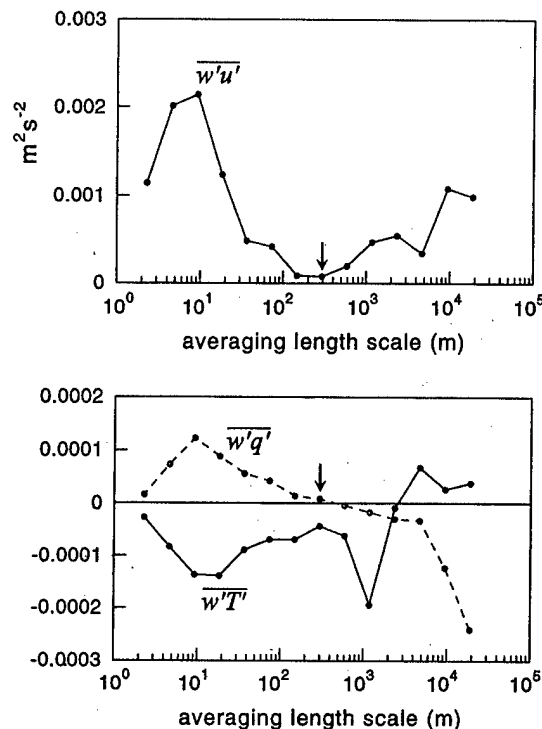 0.003
w'u'
0.002
m²s⁻²
0.001
0
10⁰ 10¹ 10² 10³ 10⁴ 10⁵
averaging length scale (m)
0.0002
w'q'
0.0001
0
-0.0001
-0.0002
w'T'
-0.0003
10⁰ 10¹ 10² 10³ 10⁴ 10⁵
averaging length scale (m)